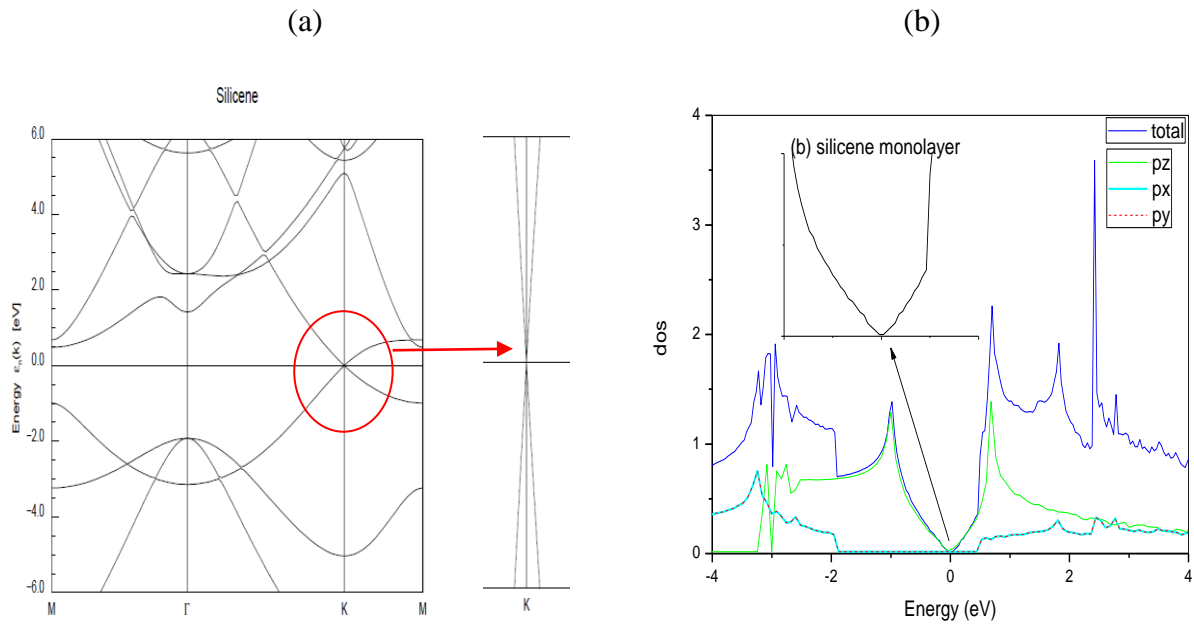 (a)
(b)
Silicene
Energy εn(k) [eV]
6.0
4.0
2.0
0.0
−2.0
−4.0
−6.0
M
Γ
K
M
K
(b) silicene monolayer
total
pz
px
py
dos
4
3
2
1
0
-4
-2
0
2
4
Energy (eV)